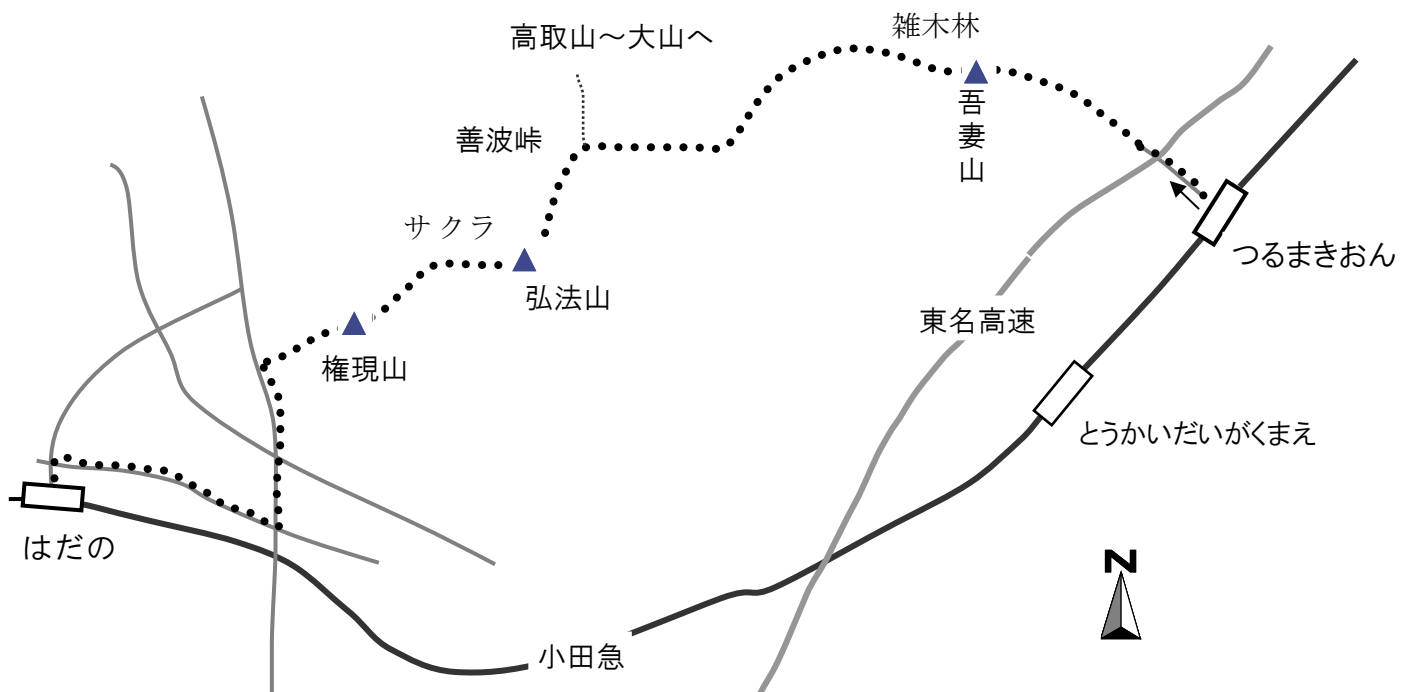 雑木林
高取山～大山へ
吾妻山
善波峠
サクラ
つるまきおん
弘法山
東名高速
権現山
とうかいだいがくまえ
はだの
N
小田急